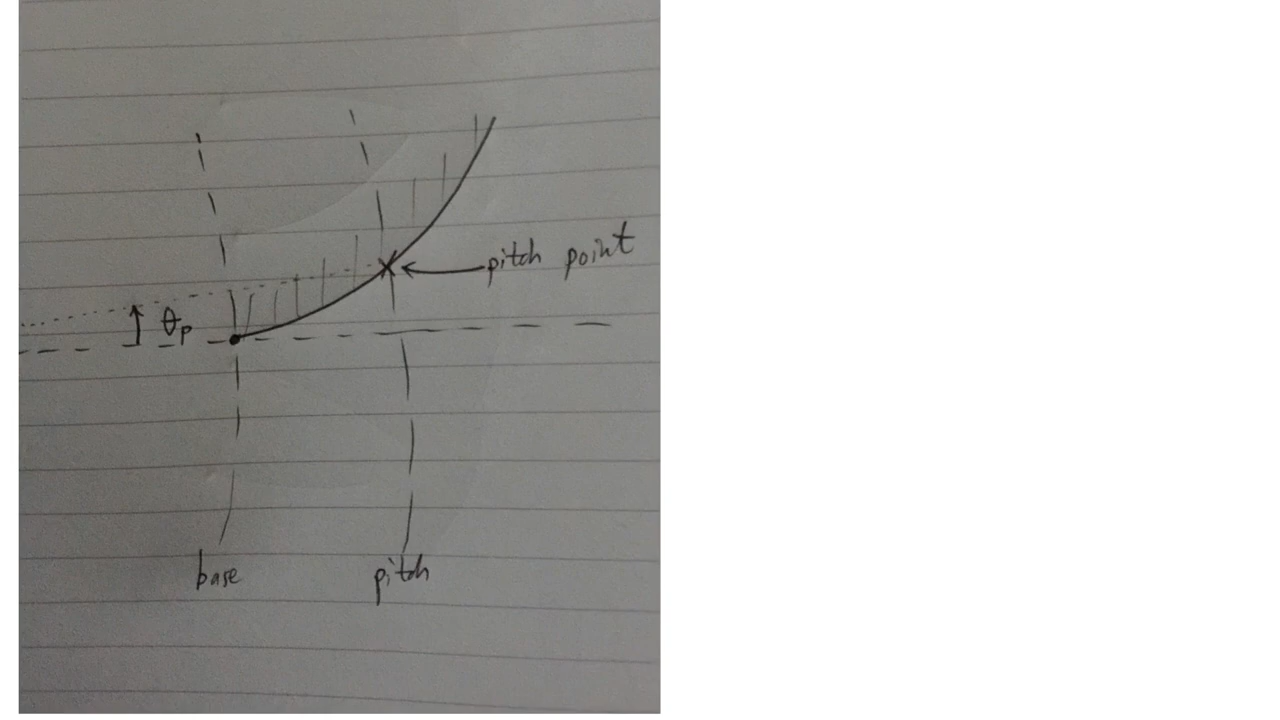 pitch point
θp
base
pitch